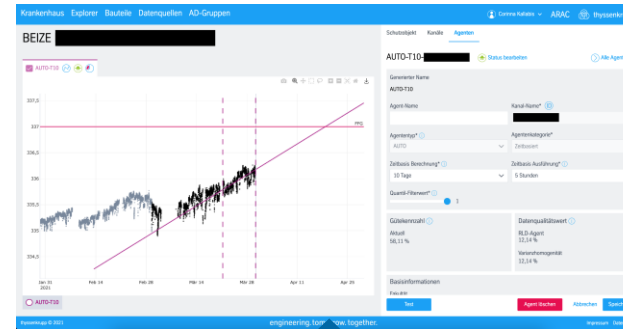 Krankenhaus Explorer Bauteile Datenquellen AD-Gruppen
ARAC thyssenkrupp
BEIZE
Schutzobjekt Kanäle Agenten
AUTO-T10-
Status bearbeiten
Alle Agent
AUTO-T10
Generierter Name
AUTO-T10
Agent-Name Kanal-Name*
Agententyp* Agentenkategorie*
AUTO Zeitbasiert
Zeitbasis Berechnung* Zeitbasis Ausführung*
10 Tage 5 Stunden
Quantil-Filterwert*
3
Gütekennzahl Datenqualitätswert
Aktuell RLD-Agent
58,11 % 12,14 %
Varianzhomogenität
12,14 %
Basisinformationen
337,5
337
336,5
336
335,5
335
334,5
Jan 31 Feb 14 Feb 28 Mär 14 Mär 28 Apr 11 Apr 25
2021
AUTO-T10
Test Agent löschen Abbrechen Speich
thyssenkrupp © 2021 engineering.tomorrow.together. Impressum Daten